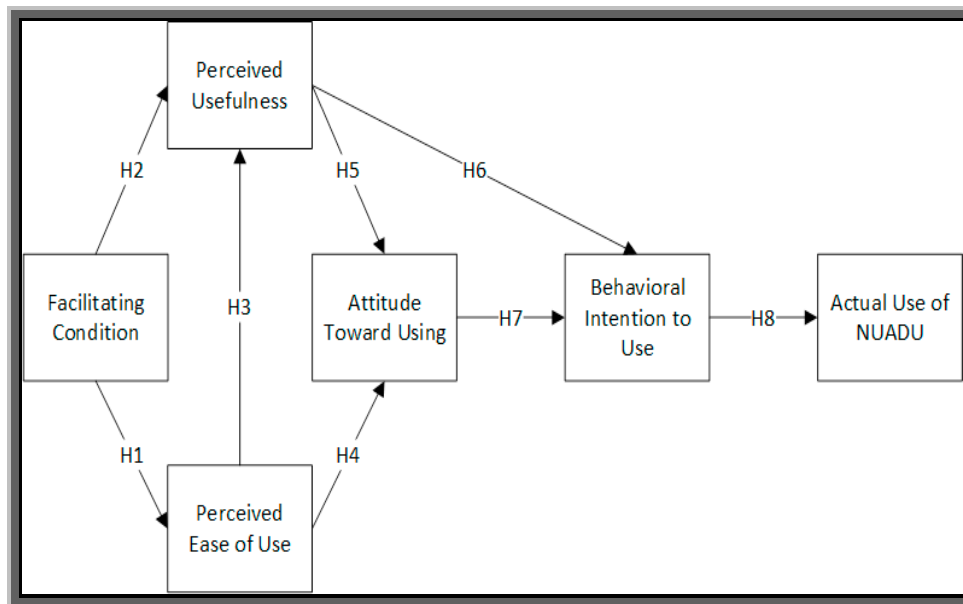 Perceived
Usefulness
H2
H5
H6
Facilitating
Condition
H3
Attitude
Toward Using
H7
Behavioral
Intention to
Use
H8
Actual Use of
NUADU
H1
H4
Perceived
Ease of Use